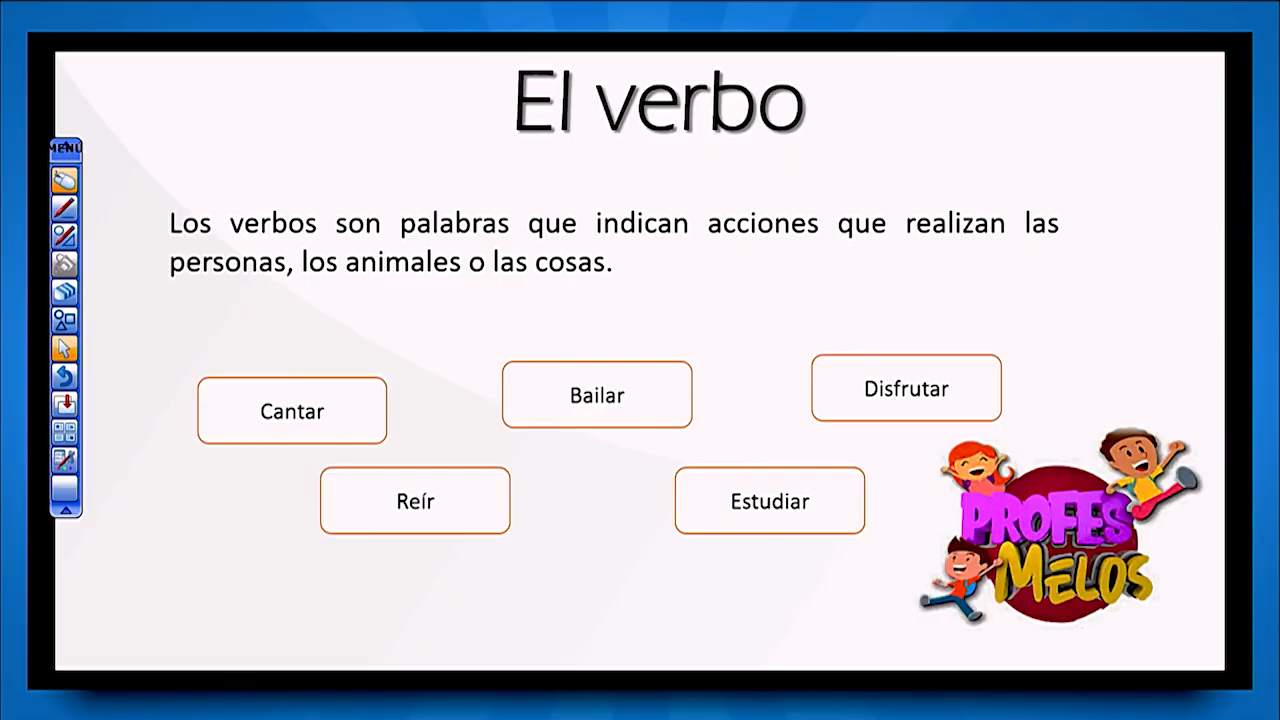 El verbo
MENU
Los verbos son palabras que indican acciones que realizan las
personas, los animales o las cosas.
Cantar
Bailar
Disfrutar
Reír
Estudiar
PROFES
MELOS